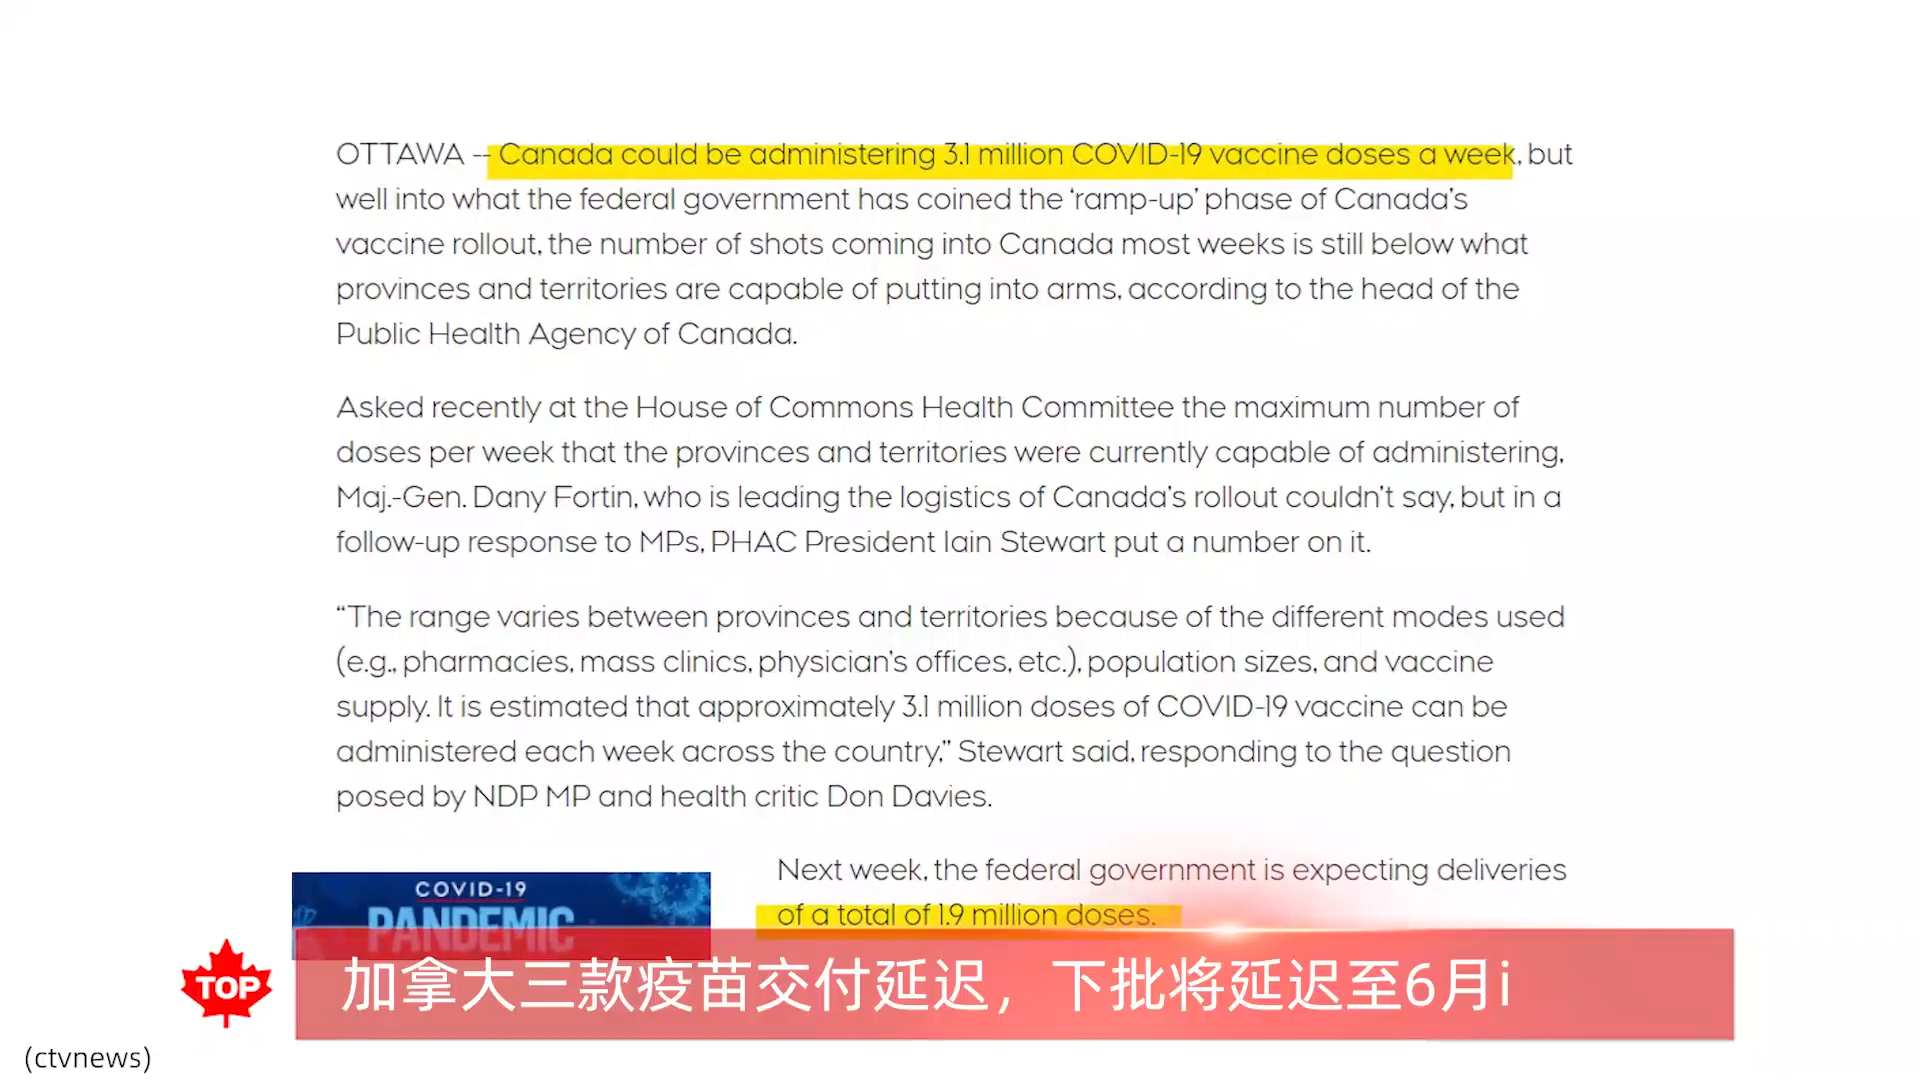 OTTAWA -- Canada could be administering 3.1 million COVID-19 vaccine doses a week, but
well into what the federal government has coined the ‘ramp-up’ phase of Canada’s
vaccine rollout, the number of shots coming into Canada most weeks is still below what
provinces and territories are capable of putting into arms, according to the head of the
Public Health Agency of Canada.
Asked recently at the House of Commons Health Committee the maximum number of
doses per week that the provinces and territories were currently capable of administering,
Maj.-Gen. Dany Fortin, who is leading the logistics of Canada’s rollout couldn’t say, but in a
follow-up response to MPs, PHAC President Iain Stewart put a number on it.
“The range varies between provinces and territories because of the different modes used
(e.g., pharmacies, mass clinics, physician’s offices, etc.), population sizes, and vaccine
supply. It is estimated that approximately 3.1 million doses of COVID-19 vaccine can be
administered each week across the country,” Stewart said, responding to the question
posed by NDP MP and health critic Don Davies.
Next week, the federal government is expecting deliveries
of a total of 1.9 million doses.
COVID-19
PANDEMIC
TOP
加拿大三款疫苗交付延迟，下批将延迟至6月i
(ctvnews)